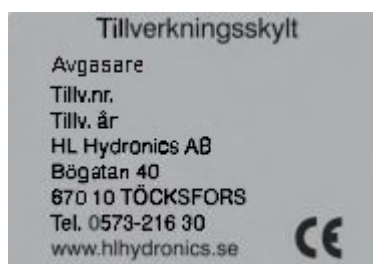 Tillverkningsskylt
Avgasare
Tillv.nr.
Tillv. år
HL Hydronics AB
Bögatan 40
670 10 TÖCKSFORS
Tel. 0573-216 30
www.hlhydronics.se
CE